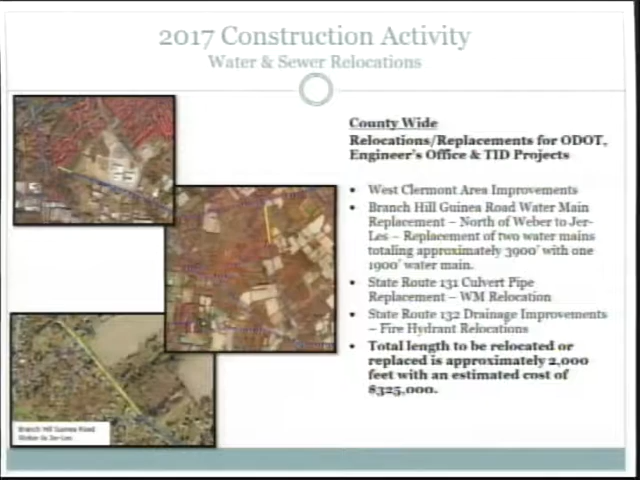 2017 Construction Activity
Water & Sewer Relocations
County Wide
Relocations/Replacements for ODOT,
Engineer's Office & TID Projects
• West Clermont Area Improvements
• Branch Hill Guinea Road Water Main
Replacement – North of Weber to Jer-
Les – Replacement of two water mains
totaling approximately 3900' with one
1900' water main.
• State Route 131 Culvert Pipe
Replacement – WM Relocation
• State Route 132 Drainage Improvements
– Fire Hydrant Relocations
• Total length to be relocated or
replaced is approximately 2,000
feet with an estimated cost of
$325,000.
Branch Hill Guinea Road
Weber to Jer-Les